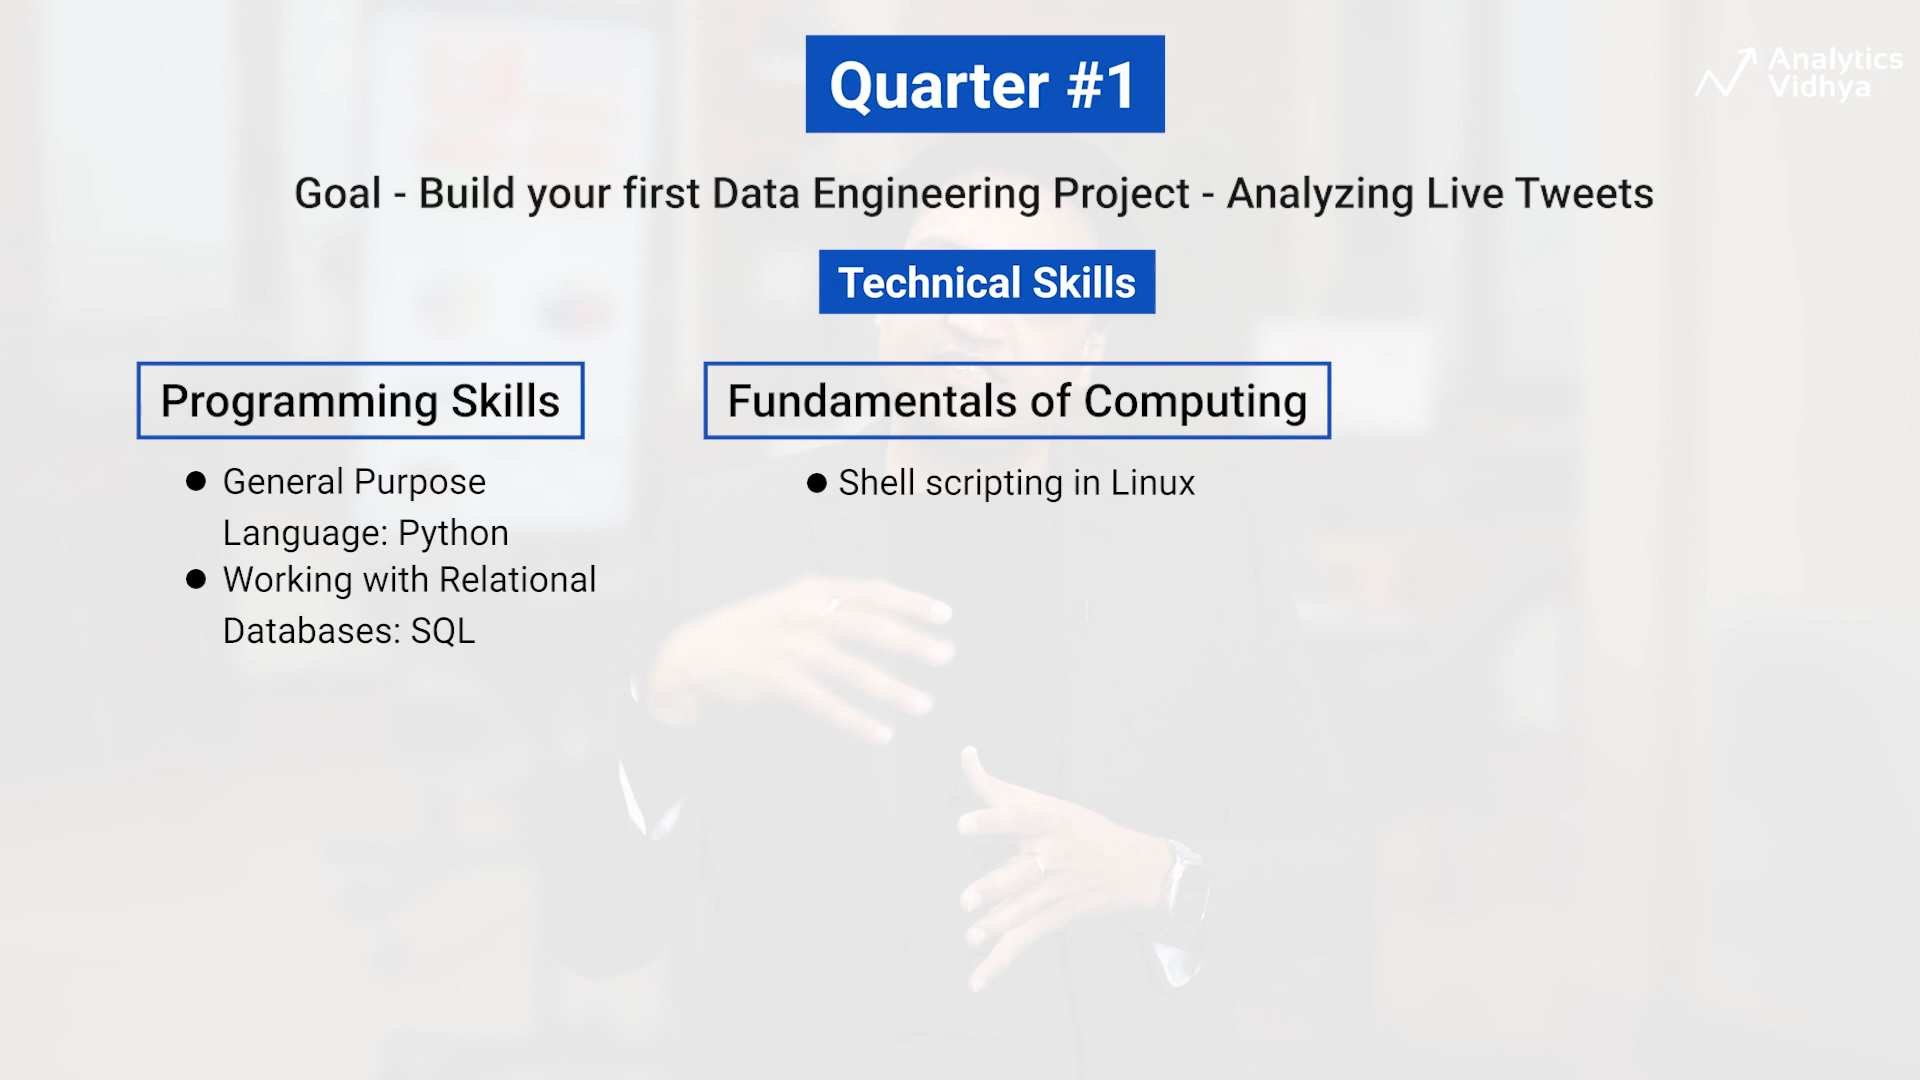 Quarter #1
Analytics
Vidhya
Goal - Build your first Data Engineering Project - Analyzing Live Tweets
Technical Skills
Programming Skills
General Purpose
Language: Python
Working with Relational
Databases: SQL
Fundamentals of Computing
Shell scripting in Linux